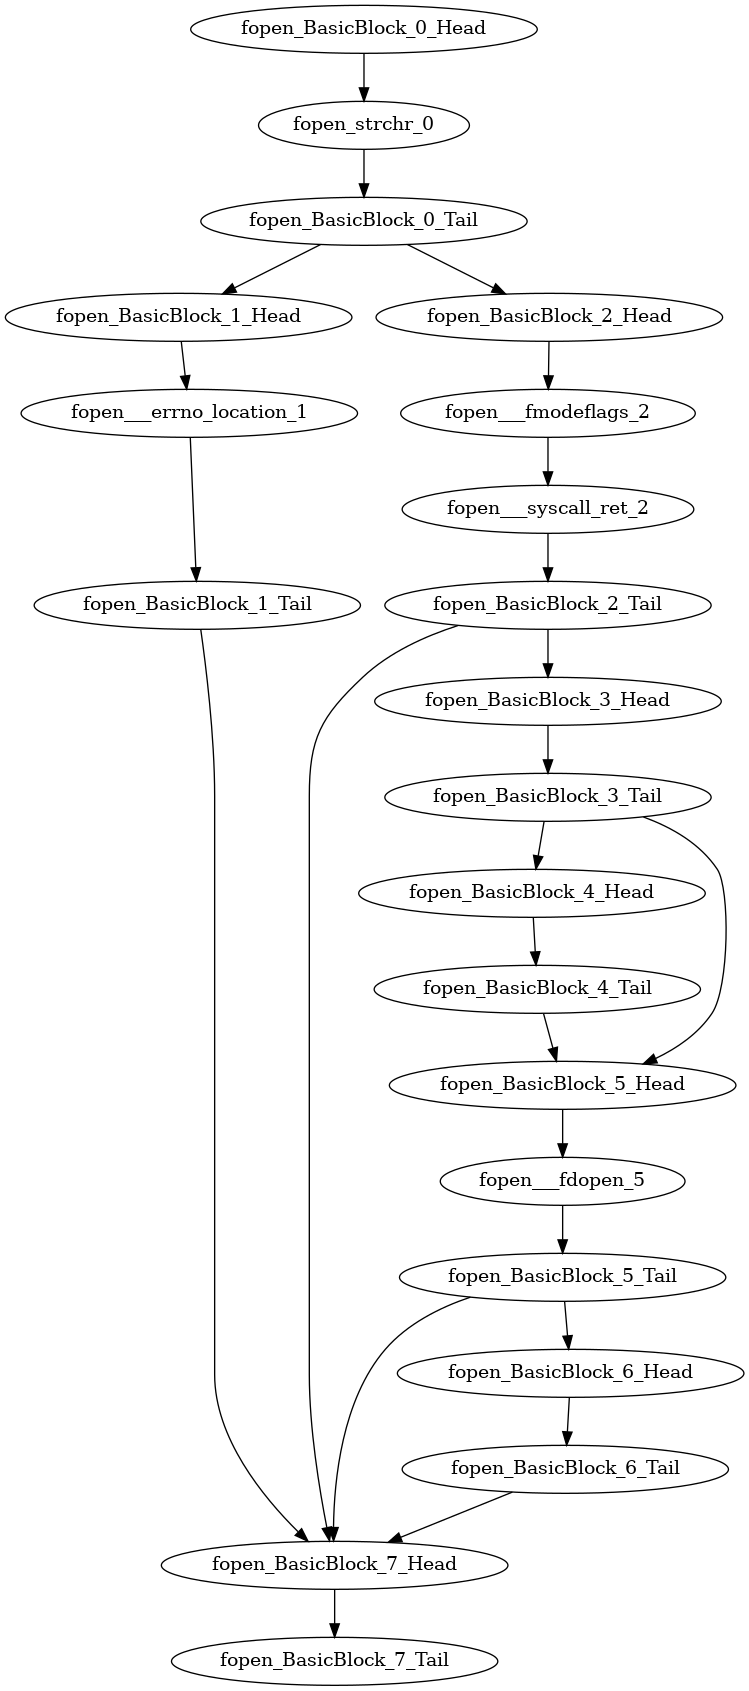 fopen_BasicBlock_0_Head
fopen_strchr_0
fopen_BasicBlock_0_Tail
fopen_BasicBlock_1_Head
fopen_BasicBlock_2_Head
fopen___errno_location_1
fopen___fmodeflags_2
fopen___syscall_ret_2
fopen_BasicBlock_1_Tail
fopen_BasicBlock_2_Tail
fopen_BasicBlock_3_Head
fopen_BasicBlock_3_Tail
fopen_BasicBlock_4_Head
fopen_BasicBlock_4_Tail
fopen_BasicBlock_5_Head
fopen___fdopen_5
fopen_BasicBlock_5_Tail
fopen_BasicBlock_6_Head
fopen_BasicBlock_6_Tail
fopen_BasicBlock_7_Head
fopen_BasicBlock_7_Tail